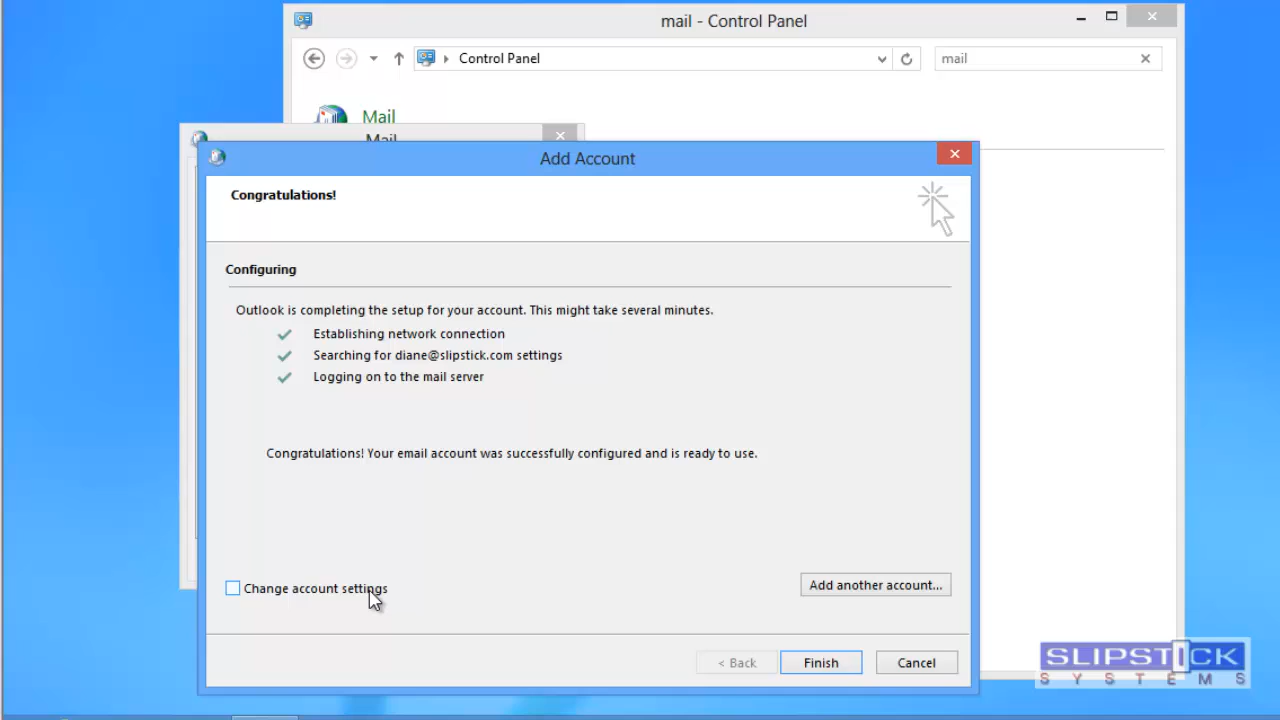 mail - Control Panel
Control Panel
mail
Mail
Mail
Add Account
Congratulations!
Configuring
Outlook is completing the setup for your account. This might take several minutes.
Establishing network connection
Searching for diane@slipstick.com settings
Logging on to the mail server
Congratulations! Your email account was successfully configured and is ready to use.
Change account settings
Add another account...
< Back
Finish
Cancel
SLIPSTICK
SYSTEMS